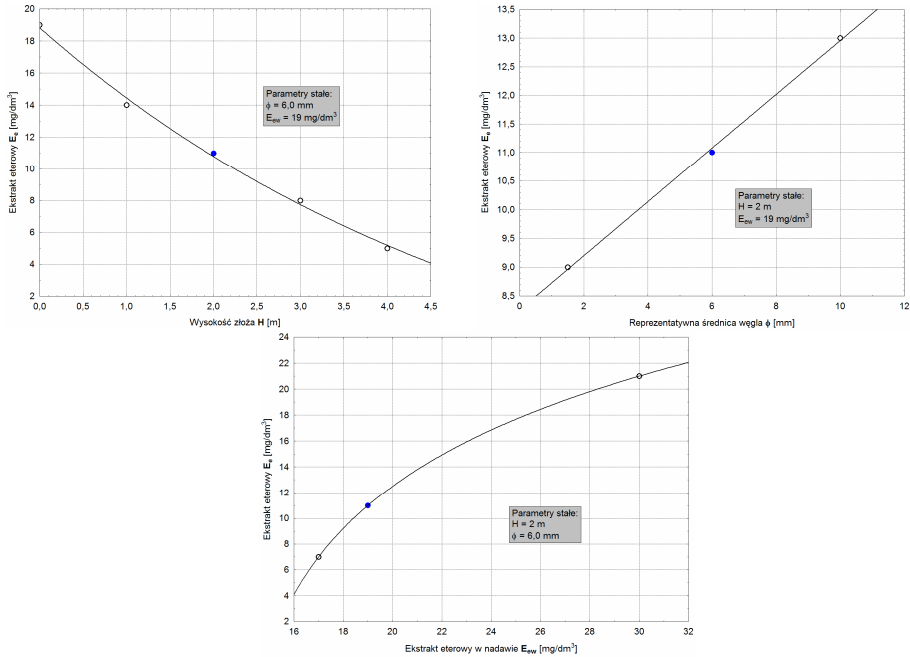 20
18
16
14
12
10
8
6
4
2
0,0 0,5 1,0 1,5 2,0 2,5 3,0 3,5 4,0 4,5
Ekstrakt eterowy Ee [mg/dm³]
Wysokość złoża H [m]
Parametry stałe:
ϕ = 6,0 mm
Eew = 19 mg/dm³
13,5
13,0
12,5
12,0
11,5
11,0
10,5
10,0
9,5
9,0
8,5
0 2 4 6 8 10 12
Ekstrakt eterowy Ee [mg/dm³]
Reprezentatywna średnica węgla ϕ [mm]
Parametry stałe:
H = 2 m
Eew = 19 mg/dm³
24
22
20
18
16
14
12
10
8
6
4
2
16 18 20 22 24 26 28 30 32
Ekstrakt eterowy Ee [mg/dm³]
Ekstrakt eterowy w nadawie Eew [mg/dm³]
Parametry stałe:
H = 2 m
ϕ = 6,0 mm